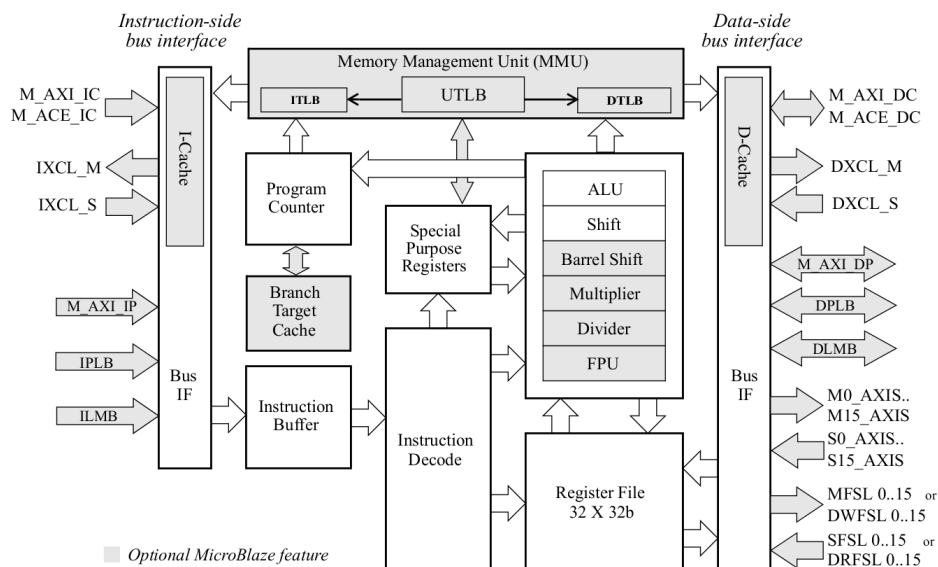 Instruction-side
bus interface
Data-side
bus interface
Memory Management Unit (MMU)
ITLB
UTLB
DTLB
M_AXI_IC
M_ACE_IC
IXCL_M
IXCL_S
I-Cache
M_AXI_IP
IPLB
ILMB
Bus
IF
Program
Counter
Branch
Target
Cache
Instruction
Buffer
Special
Purpose
Registers
Instruction
Decode
ALU
Shift
Barrel Shift
Multiplier
Divider
FPU
Register File
32 X 32b
D-Cache
Bus
IF
M_AXI_DC
M_ACE_DC
DXCL_M
DXCL_S
M_AXI_DP
DPLB
DLMB
M0_AXIS..
M15_AXIS
S0_AXIS..
S15_AXIS
MFSL 0..15 or
DWFSL 0..15
SFSL 0..15 or
DRFSL 0..15
Optional MicroBlaze feature